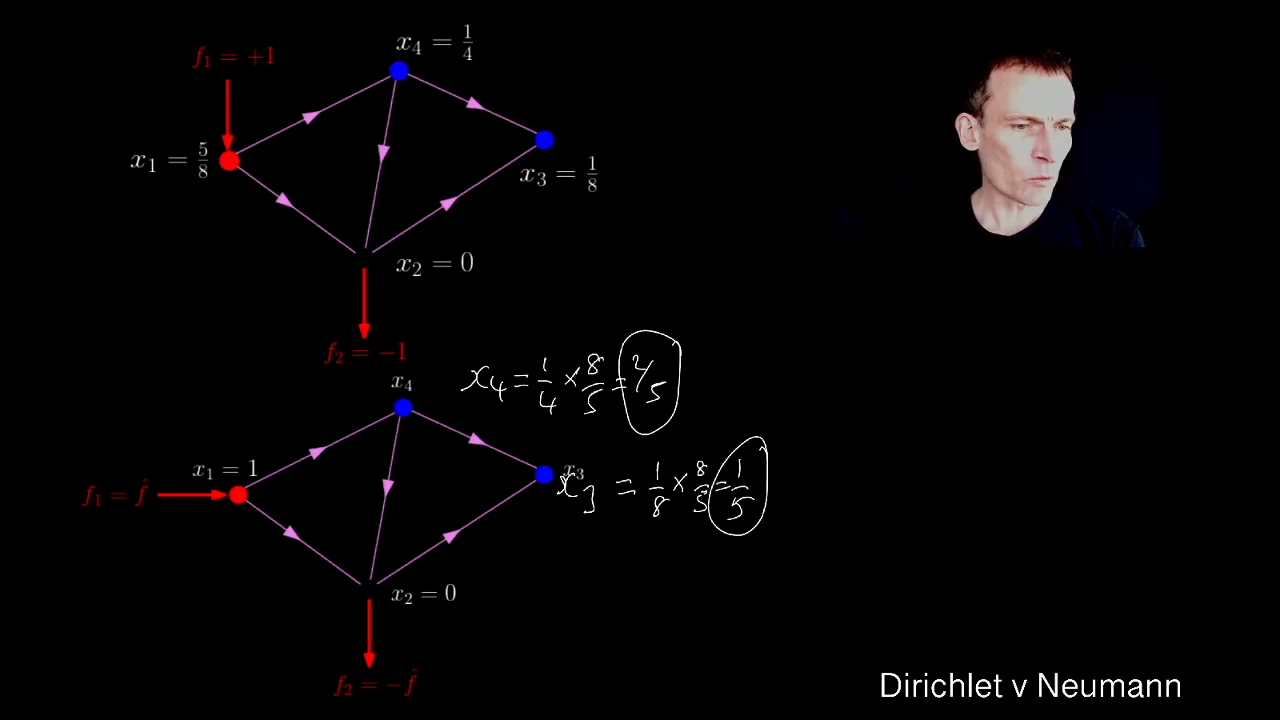 x₄ = 1/4
f₁ = +1
x₁ = 5/8
x₃ = 1/8
x₂ = 0
f₂ = −1
x₄
x₄ = 1/4 × 8/5 = 2/5
x₁ = 1
x₃
x₃ = 1/8 × 8/5 = 1/5
f₁ = f̂
x₂ = 0
f₂ = −f̂
Dirichlet v Neumann